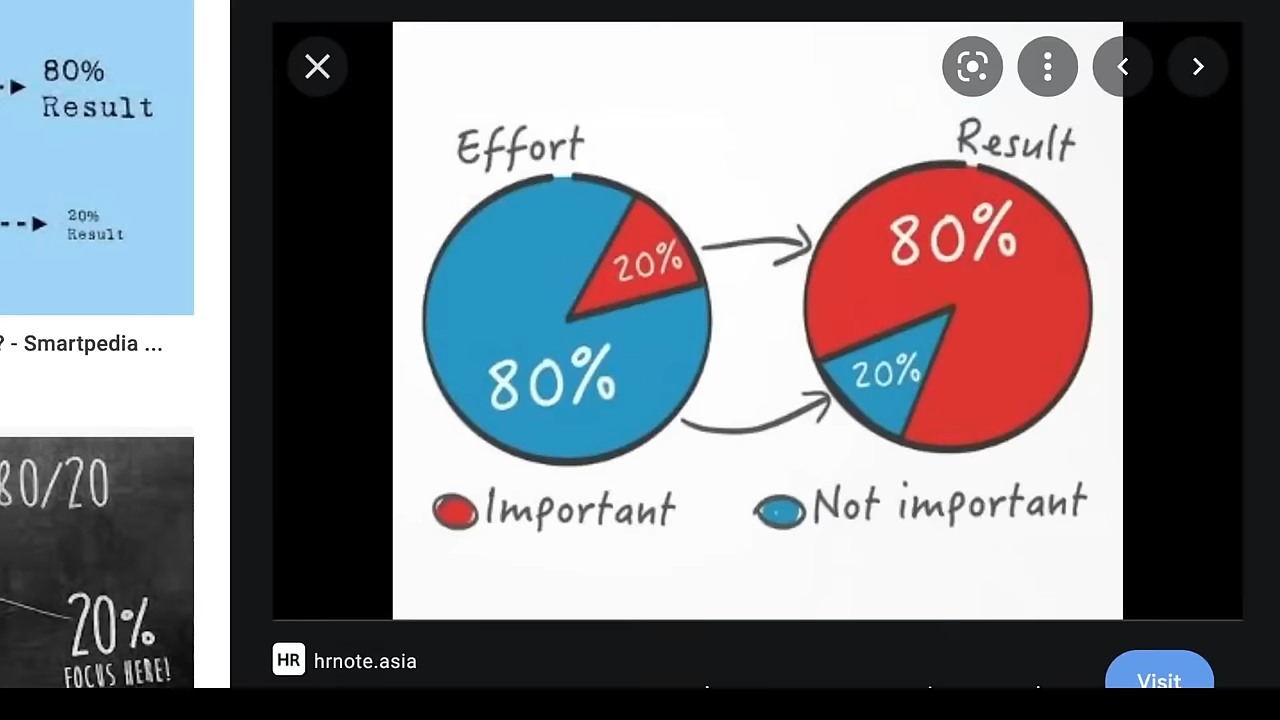 80%
Result
20%
Result
? - Smartpedia ...
80/20
20%
FOCUS HERE!
Effort
Result
20%
80%
80%
20%
Important
Not important
HR
hrnote.asia
Visit